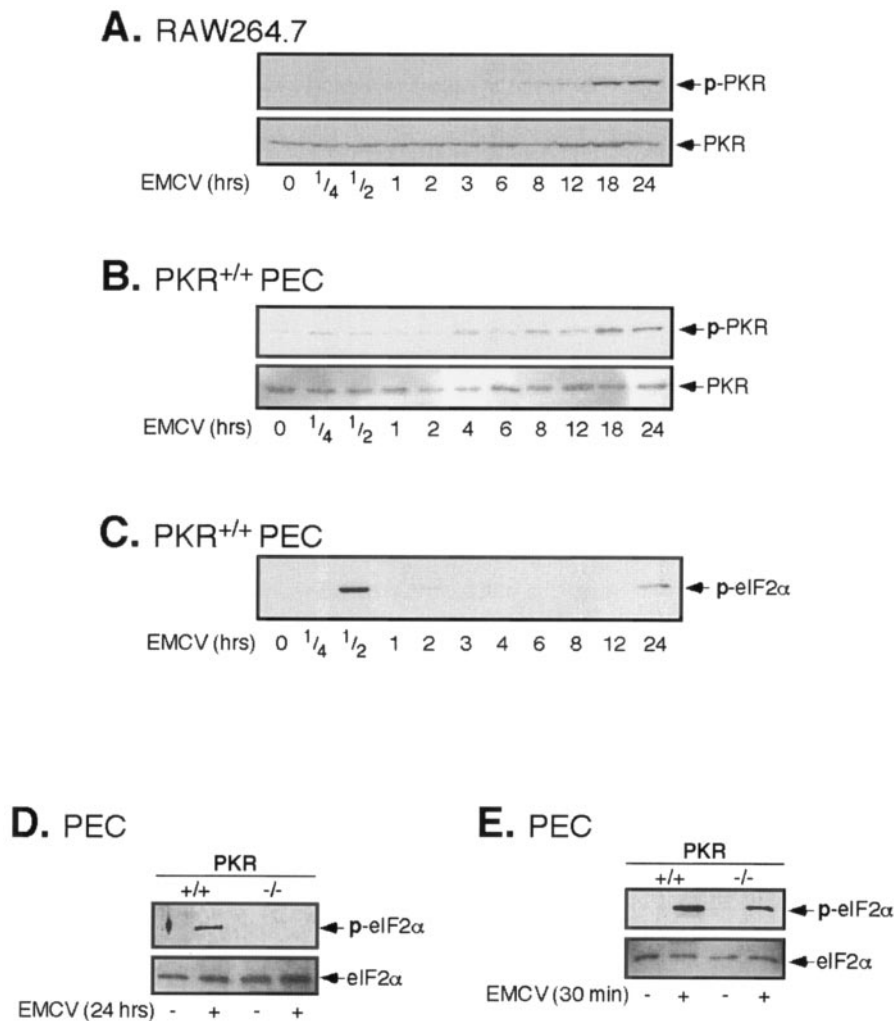 A. RAW264.7
p-PKR
PKR
EMCV (hrs) 0 1/4 1/2 1 2 3 6 8 12 18 24
B. PKR+/+ PEC
p-PKR
PKR
EMCV (hrs) 0 1/4 1/2 1 2 4 6 8 12 18 24
C. PKR+/+ PEC
p-eIF2α
EMCV (hrs) 0 1/4 1/2 1 2 3 4 6 8 12 24
D. PEC
PKR
+/+ -/-
p-eIF2α
eIF2α
EMCV (24 hrs) - + - +
E. PEC
PKR
+/+ -/-
p-eIF2α
eIF2α
EMCV (30 min) - + - +